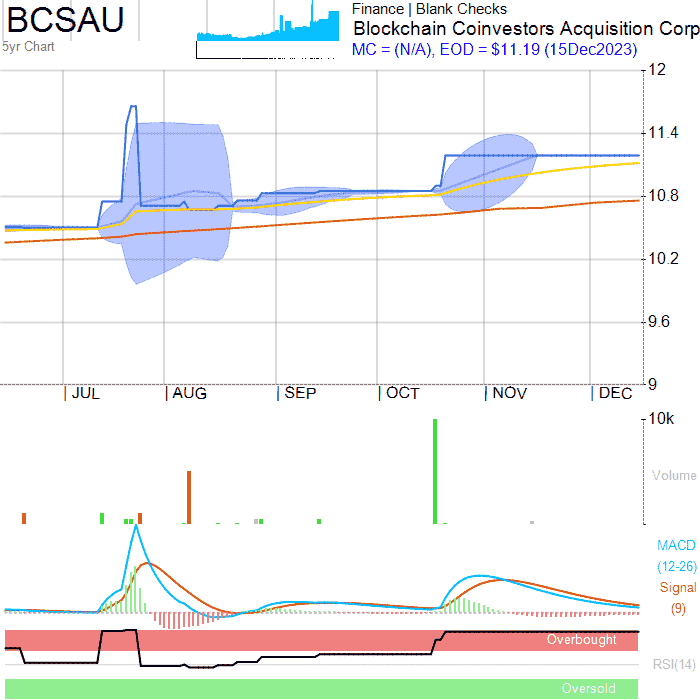 BCSAU
Finance | Blank Checks
Blockchain Coinvestors Acquisition Corp
5yr Chart
MC = (N/A), EOD = $11.19 (15Dec2023)
12
11.4
10.8
10.2
9.6
9
| JUL | AUG | SEP | OCT | NOV | DEC
10k
Volume
MACD
(12-26)
Signal
(9)
Overbought
RSI(14)
Oversold